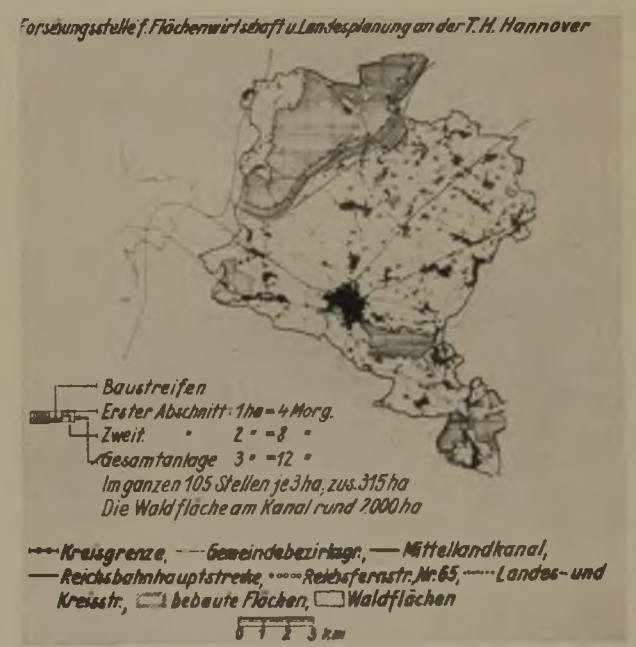 Forschungsstelle f. Flächenwirtschaft u. Landesplanung an der T. H. Hannover
Baustreifen
Erster Abschnitt: 1 ha = 4 Morg.
Zweit. " 2 " = 8 "
Gesamtanlage 3 " = 12 "
Im ganzen 105 Stellen je 3 ha, zus. 315 ha
Die Waldfläche am Kanal rund 2000 ha
Kreisgrenze, Gemeindebezirksgr., Mittellandkanal,
Reichsbahnhauptstrecke, Reichsfernstr. Nr. 65, Landes- und
Kreisstr., bebaute Flächen, Waldflächen
0 1 2 3 km